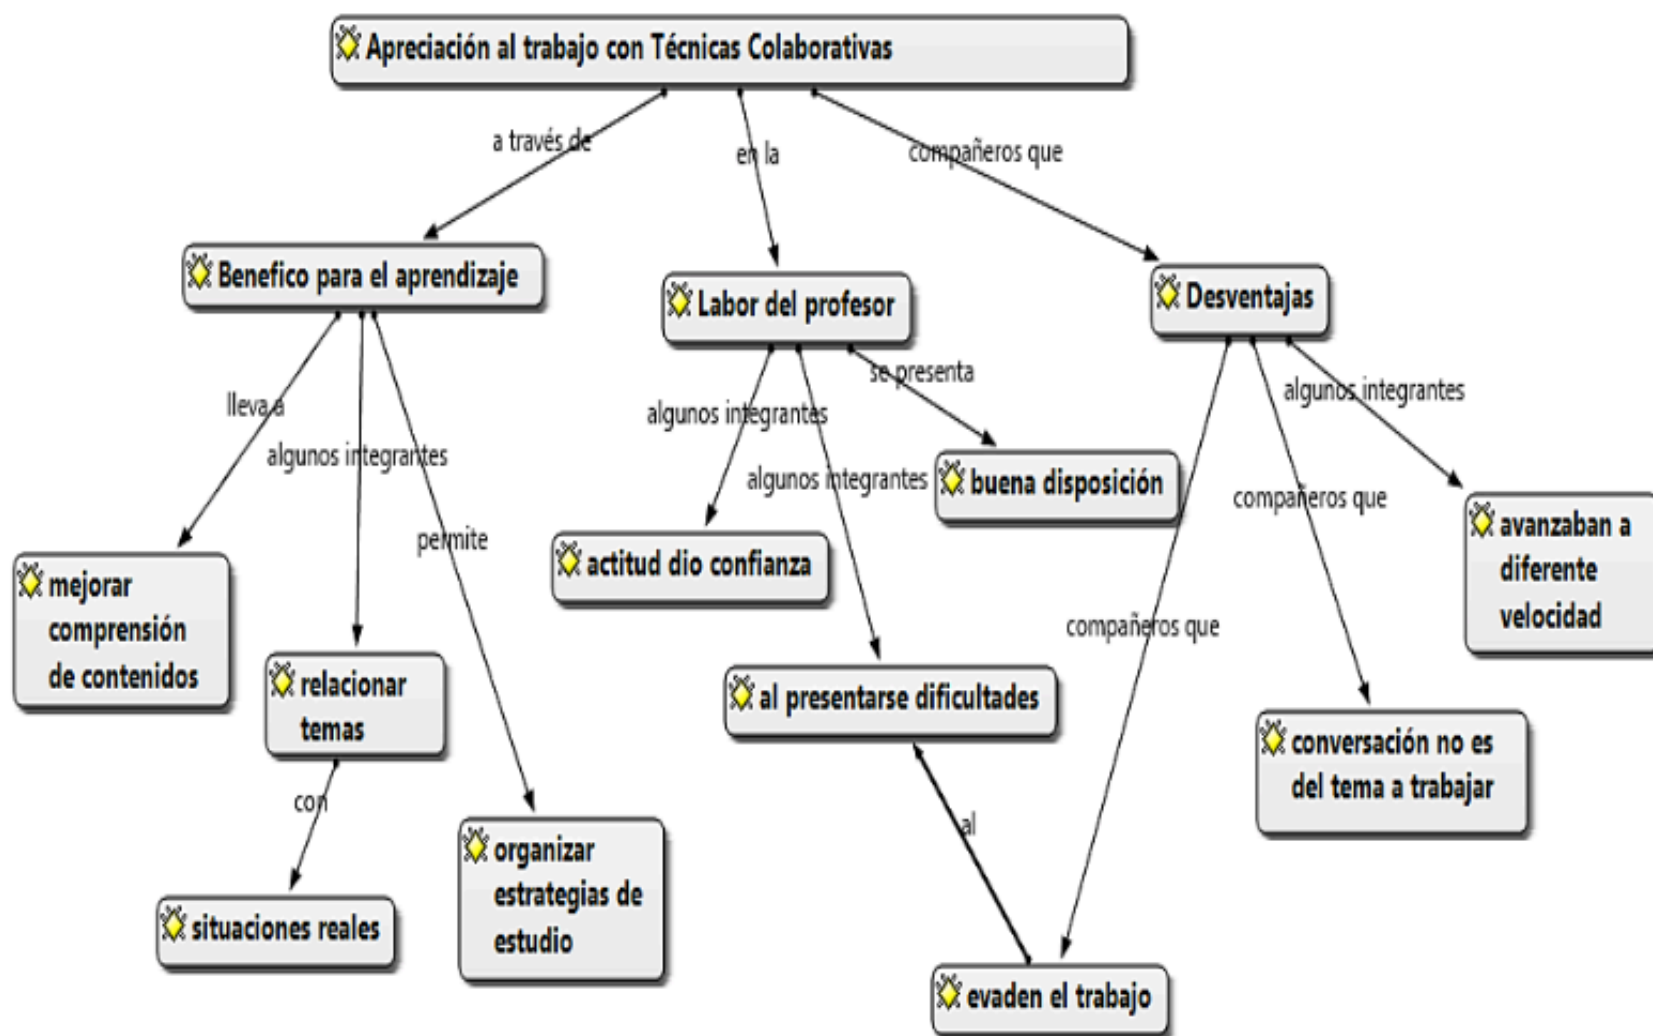 Apreciación al trabajo con Técnicas Colaborativas
a través de
en la
compañeros que
Benefico para el aprendizaje
Labor del profesor
Desventajas
lleva a
algunos integrantes
permite
algunos integrantes
algunos integrantes
se presenta
compañeros que
compañeros que
algunos integrantes
mejorar
comprensión
de contenidos
relacionar
temas
con
situaciones reales
organizar
estrategias de
estudio
actitud dio confianza
al presentarse dificultades
buena disposición
al
evaden el trabajo
conversación no es
del tema a trabajar
avanzaban a
diferente
velocidad